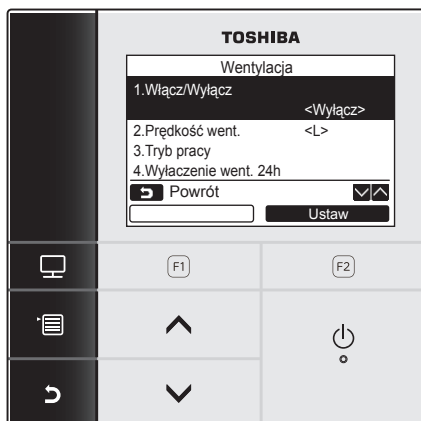 TOSHIBA
Wentylacja
1.Włącz/Wyłącz
<Wyłącz>
2.Prędkość went. <L>
3.Tryb pracy
4.Wyłaczenie went. 24h
Powrót
Ustaw
F1 F2